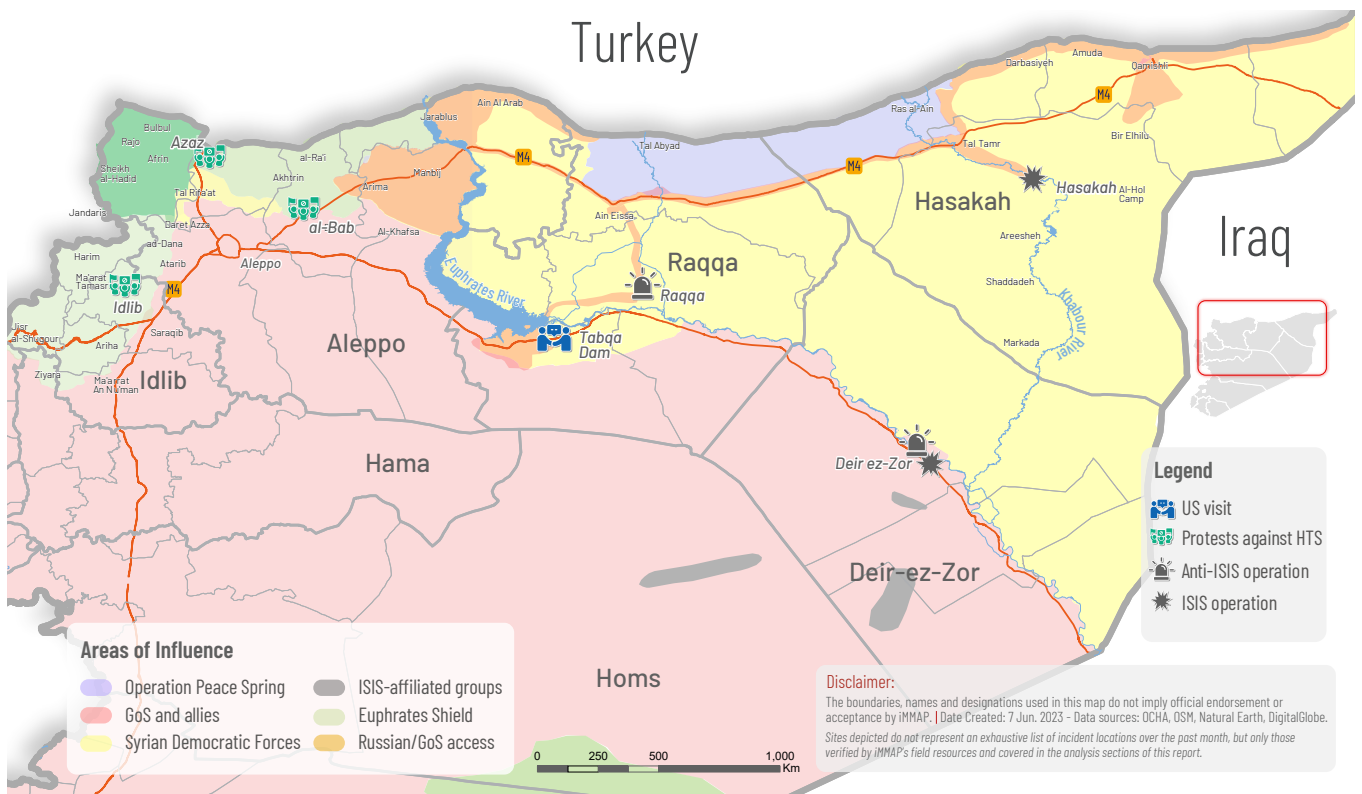 Turkey
Qarbasiyeh
Amuda
Qamishli
M4
Ain Al Arab
Jarablus
Ras al-Ain
Bulbul
Rajo
Azaz
Afrin
al-Ra'i
M4
Tal Abyad
Tal Tamr
Bir Elhilu
Sheikh
al-Hadid
Akhtrin
Manbij
M4
Arima
Tal Rifa'at
Hasakah
Hasakah
Al-Hol
Camp
Jandaris
Daret Azza
al-Bab
Al-Khafsa
Ain Eissa
Areesheh
Iraq
ad-Dana
Harim
Atarib
Aleppo
Raqqa
Euphrates River
Ma'arat
Tamasri
M4
Idlib
Raqqa
Shaddadeh
Khabour
River
Jisr
al-Shugour
Saraqib
Ariha
Aleppo
Tabqa
Dam
Markada
Ziyara
Ma'arrat
An Nu'man
Idlib
Hama
Deir ez-Zor
Deir-ez-Zor
Homs
Legend
US visit
Protests against HTS
Anti-ISIS operation
ISIS operation
Areas of Influence
Operation Peace Spring
GoS and allies
Syrian Democratic Forces
ISIS-affiliated groups
Euphrates Shield
Russian/GoS access
0 250 500 1,000
Km
Disclaimer:
The boundaries, names and designations used in this map do not imply official endorsement or
acceptance by iMMAP. | Date Created: 7 Jun. 2023 - Data sources: OCHA, OSM, Natural Earth, DigitalGlobe.
Sites depicted do not represent an exhaustive list of incident locations over the past month, but only those
verified by iMMAP's field resources and covered in the analysis sections of this report.